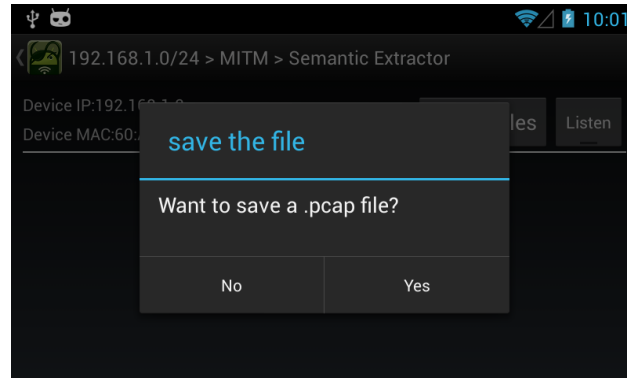 10:01
192.168.1.0/24 > MITM > Semantic Extractor
Device IP:192.1
Device MAC:60:
les
Listen
save the file
Want to save a .pcap file?
No
Yes